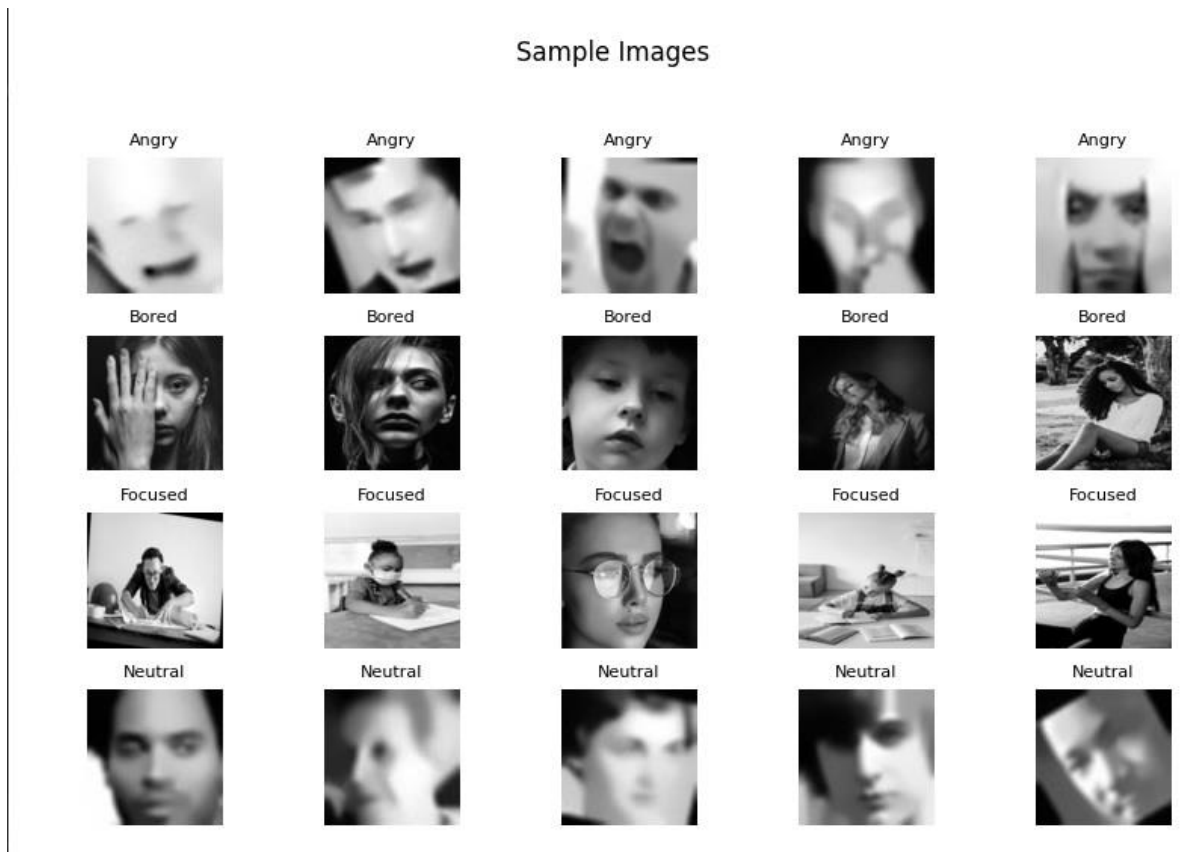 Sample Images
Angry Angry Angry Angry Angry
Bored Bored Bored Bored Bored
Focused Focused Focused Focused Focused
Neutral Neutral Neutral Neutral Neutral